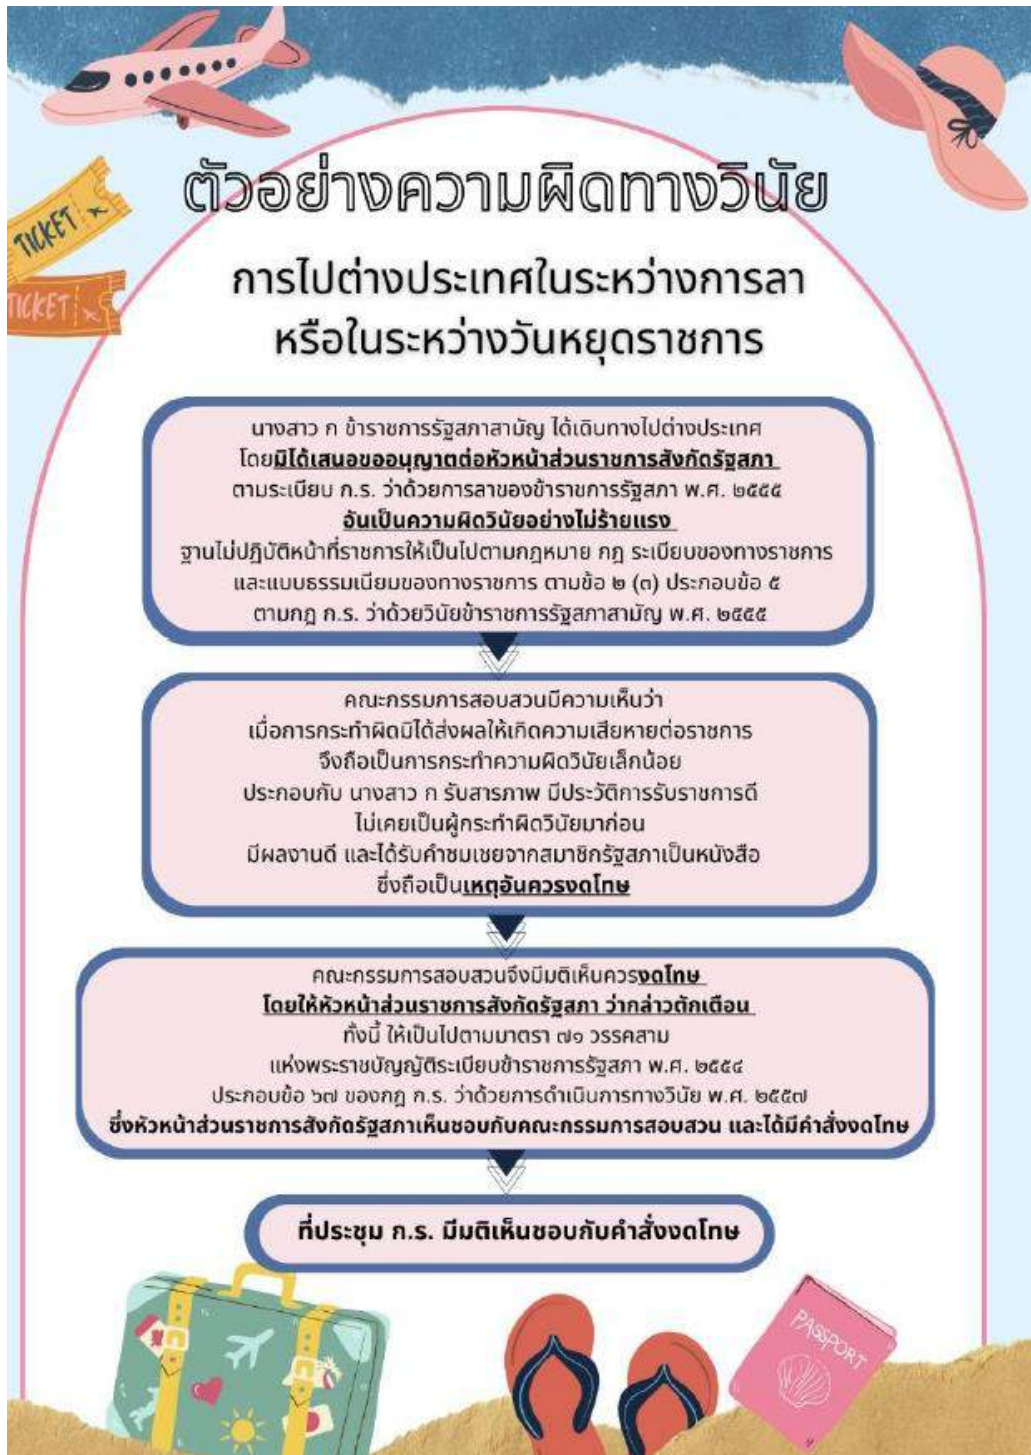 TICKET
TICKET
ตัวอย่างความผิดทางวินัย
การไปต่างประเทศในระหว่างการลา
หรือในระหว่างวันหยุดราชการ
นางสาว ก ข้าราชการรัฐสภาสามัญ ได้เดินทางไปต่างประเทศ
โดยมิได้เสนอขออนุญาตต่อหัวหน้าส่วนราชการสังกัดรัฐสภา
ตามระเบียบ ก.ร. ว่าด้วยการลาของข้าราชการรัฐสภา พ.ศ. ๒๕๕๕
อันเป็นความผิดวินัยอย่างไม่ร้ายแรง
ฐานไม่ปฏิบัติหน้าที่ราชการให้เป็นไปตามกฎหมาย กฎ ระเบียบของทางราชการ
และแบบธรรมเนียมของทางราชการ ตามข้อ ๒ (๓) ประกอบข้อ ๕
ตามกฎ ก.ร. ว่าด้วยวินัยข้าราชการรัฐสภาสามัญ พ.ศ. ๒๕๕๕
คณะกรรมการสอบสวนมีความเห็นว่า
เมื่อการกระทำผิดมิได้ส่งผลให้เกิดความเสียหายต่อราชการ
จึงถือเป็นการกระทำความผิดวินัยเล็กน้อย
ประกอบกับ นางสาว ก รับสารภาพ มีประวัติการรับราชการดี
ไม่เคยเป็นผู้กระทำผิดวินัยมาก่อน
มีผลงานดี และได้รับคำชมเชยจากสมาชิกรัฐสภาเป็นหนังสือ
ซึ่งถือเป็นเหตุอันควรงดโทษ
คณะกรรมการสอบสวนจึงมีมติเห็นควรงดโทษ
โดยให้หัวหน้าส่วนราชการสังกัดรัฐสภา ว่ากล่าวตักเตือน
ทั้งนี้ ให้เป็นไปตามมาตรา ๗๑ วรรคสาม
แห่งพระราชบัญญัติระเบียบข้าราชการรัฐสภา พ.ศ. ๒๕๕๔
ประกอบข้อ ๖๗ ของกฎ ก.ร. ว่าด้วยการดำเนินการทางวินัย พ.ศ. ๒๕๕๗
ซึ่งหัวหน้าส่วนราชการสังกัดรัฐสภาเห็นชอบกับคณะกรรมการสอบสวน และได้มีคำสั่งงดโทษ
ที่ประชุม ก.ร. มีมติเห็นชอบกับคำสั่งงดโทษ
PASSPORT